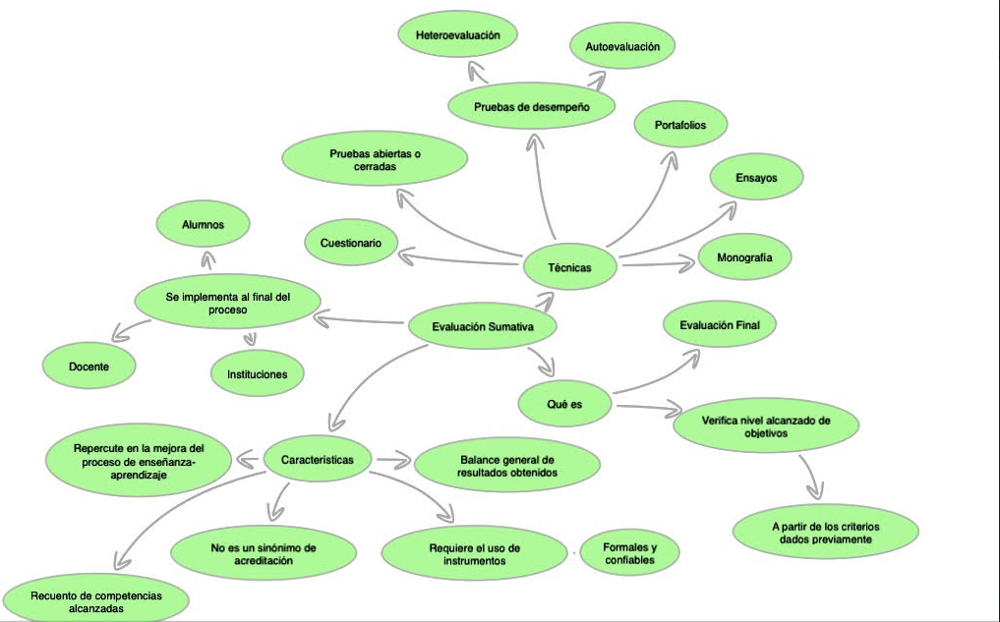 Heteroevaluación
Autoevaluación
Pruebas de desempeño
Portafolios
Pruebas abiertas o
cerradas
Ensayos
Alumnos
Cuestionario
Monografía
Técnicas
Se implementa al final del
proceso
Evaluación Sumativa
Evaluación Final
Docente
Instituciones
Qué es
Verifica nivel alcanzado de
objetivos
Repercute en la mejora del
proceso de enseñanza-
aprendizaje
Características
Balance general de
resultados obtenidos
A partir de los criterios
dados previamente
No es un sinónimo de
acreditación
Requiere el uso de
instrumentos
Formales y
confiables
Recuento de competencias
alcanzadas